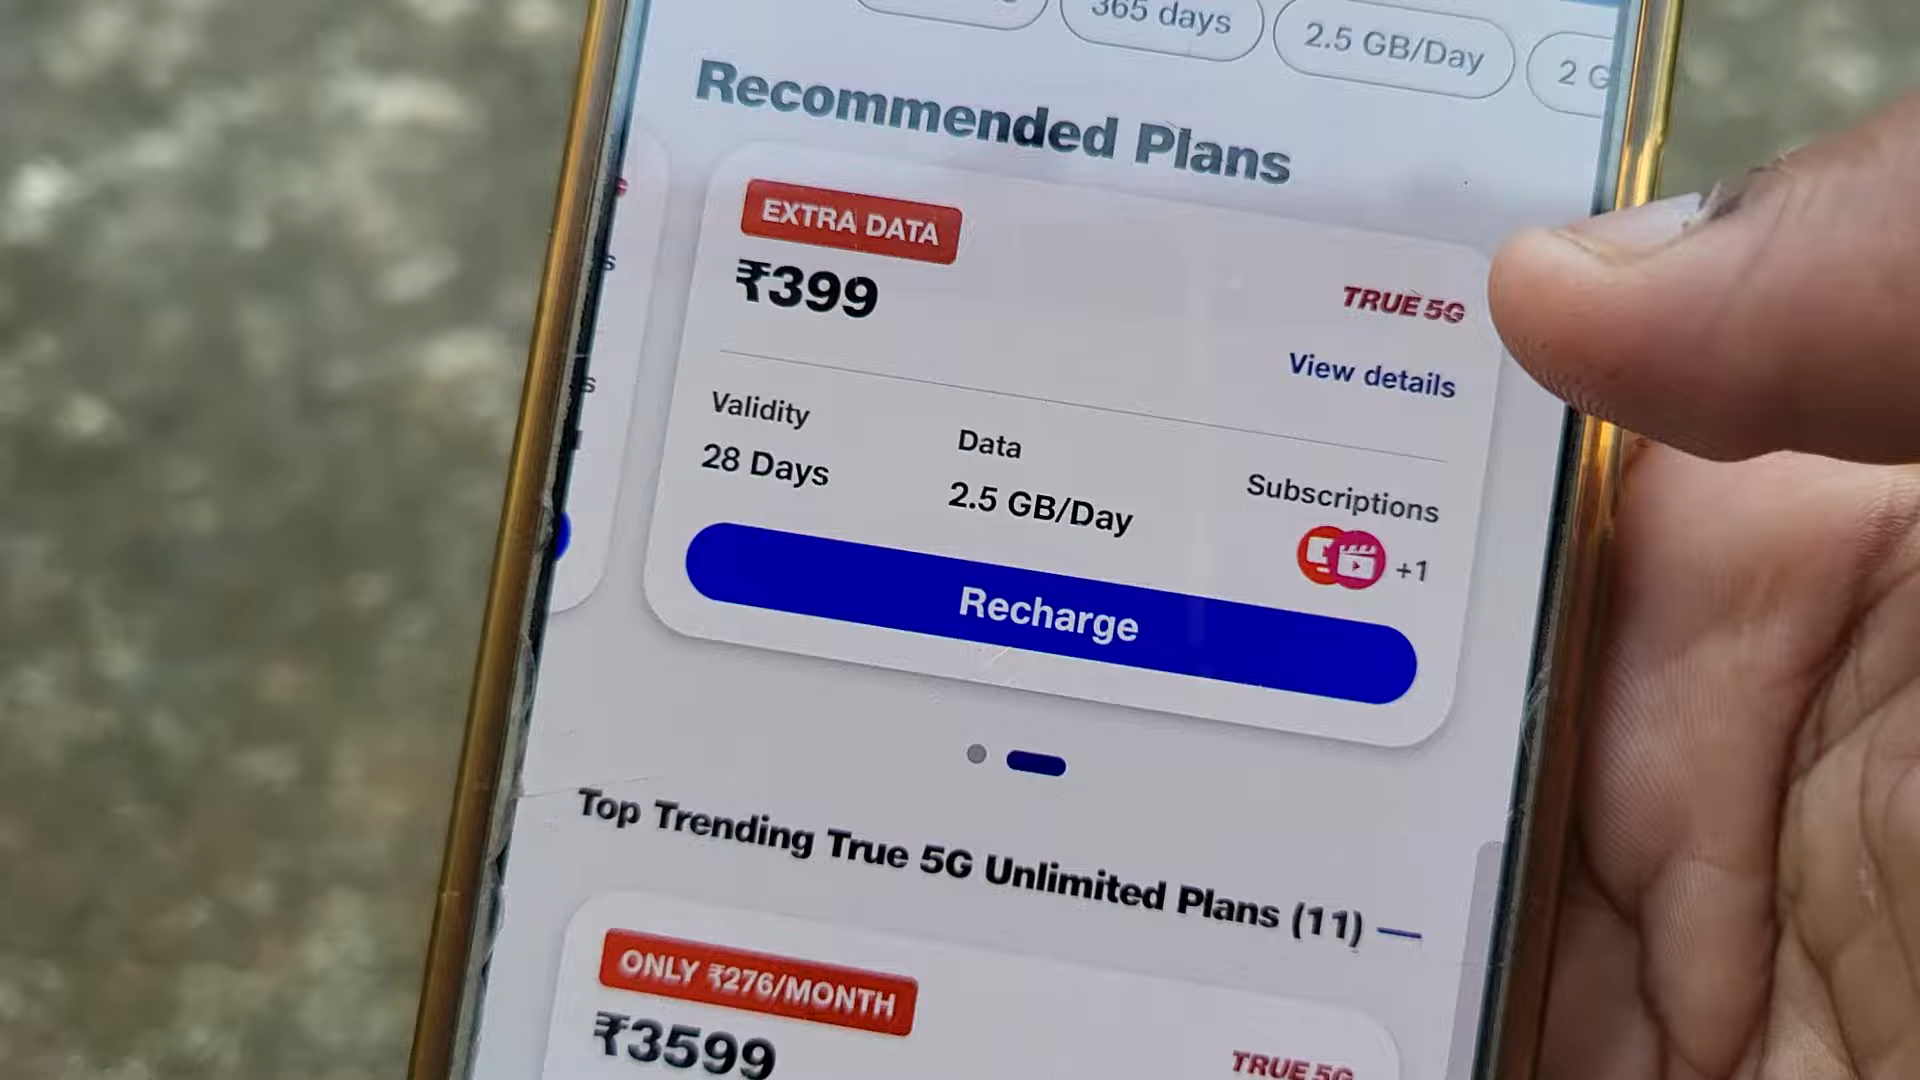 365 days
2.5 GB/Day
2 G
Recommended Plans
EXTRA DATA
₹399
TRUE 5G
View details
Validity
Data
Subscriptions
28 Days
2.5 GB/Day
+1
Recharge
Top Trending True 5G Unlimited Plans (11)
ONLY ₹276/MONTH
₹3599
TRUE 5G